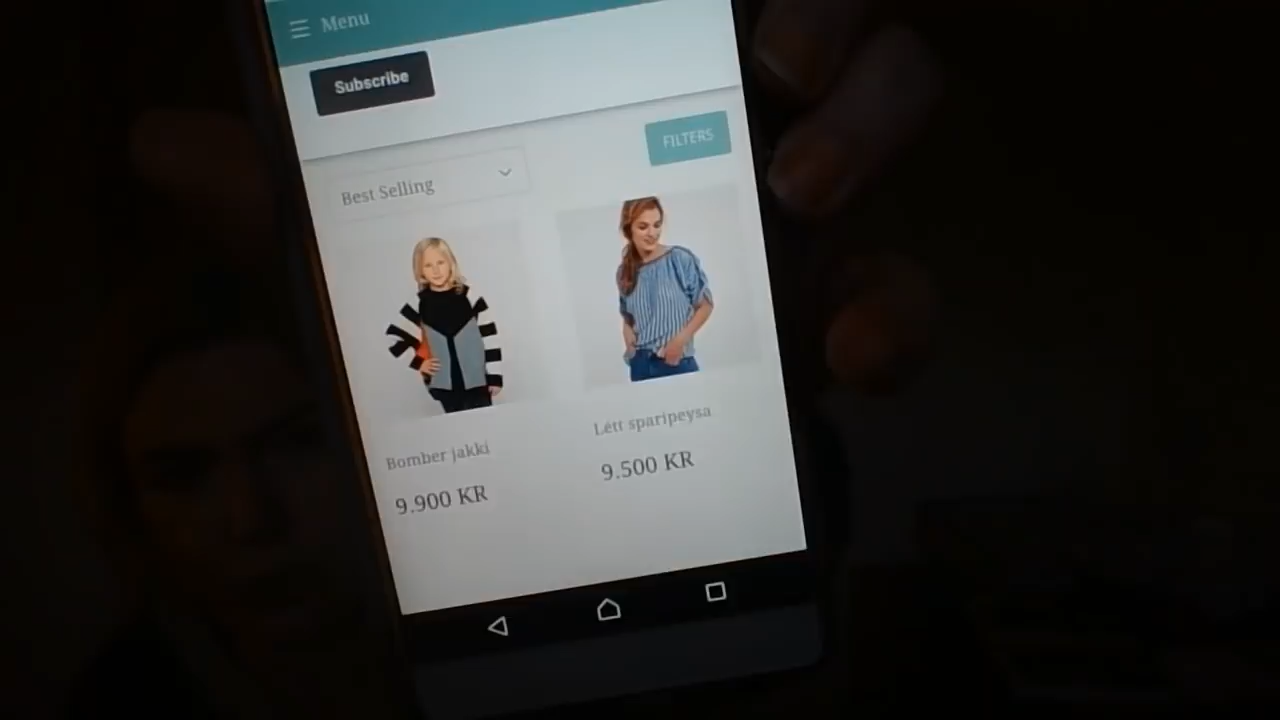 Menu
Subscribe
FILTERS
Best Selling
Bomber jakki
9.900 KR
Létt sparipeysa
9.500 KR